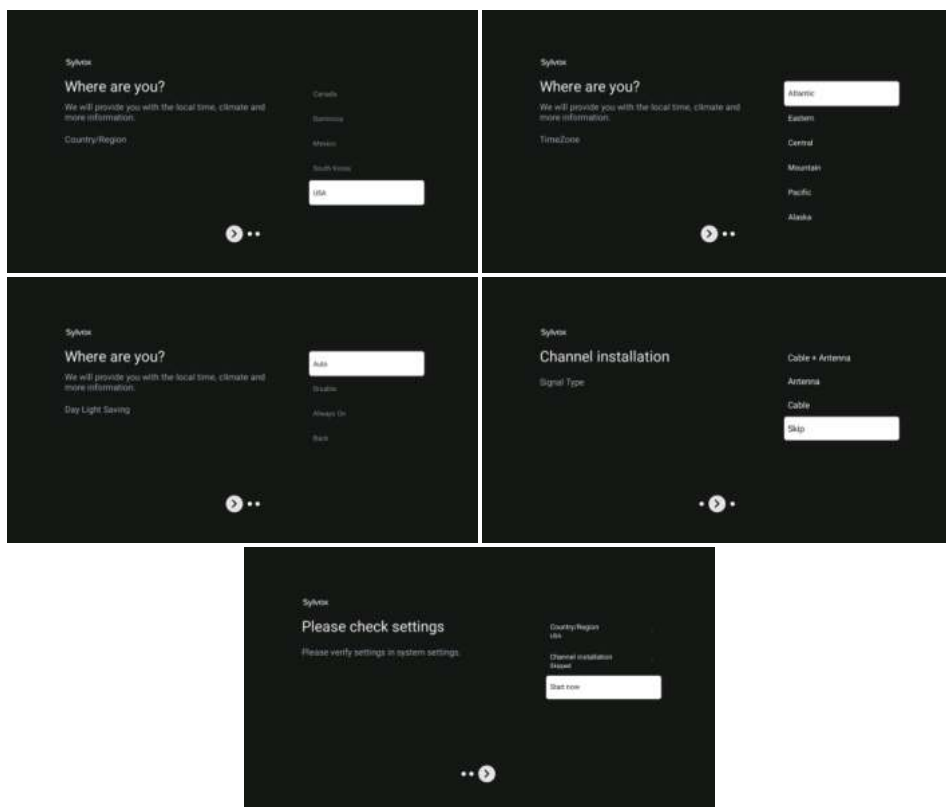 Sylvox
Where are you?
We will provide you with the local time, climate and
more information.
Country/Region
Canada
Dominica
Mexico
South Korea
USA
Sylvox
Where are you?
We will provide you with the local time, climate and
more information.
TimeZone
Atlantic
Eastern
Central
Mountain
Pacific
Alaska
Sylvox
Where are you?
We will provide you with the local time, climate and
more information.
Day Light Saving
Auto
Disable
Always On
Back
Sylvox
Channel installation
Signal Type
Cable + Antenna
Antenna
Cable
Skip
Sylvox
Please check settings
Please verify settings in system settings.
Country/Region
USA
Channel installation
Skipped
Start now